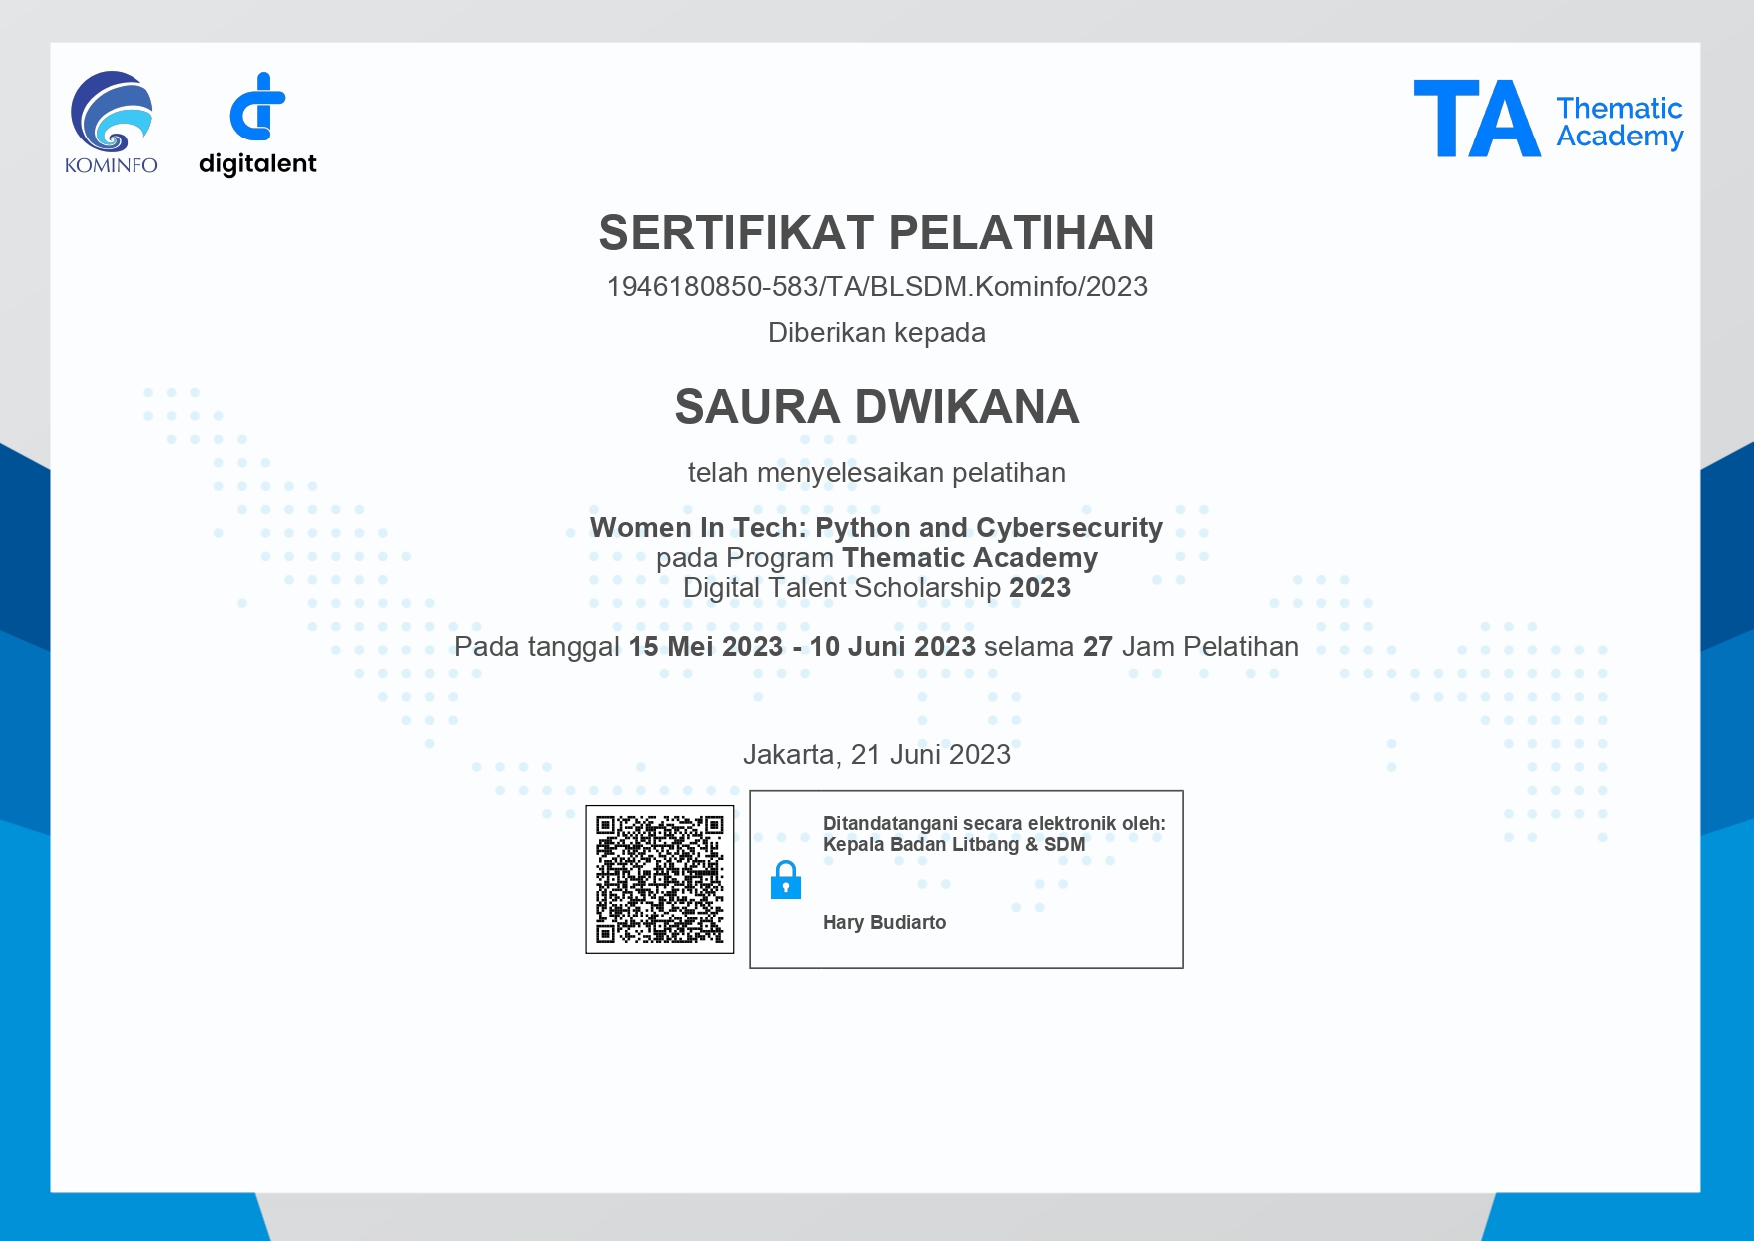 KOMINFO
digitalent
TA Thematic
Academy
SERTIFIKAT PELATIHAN
1946180850-583/TA/BLSDM.Kominfo/2023
Diberikan kepada
SAURA DWIKANA
telah menyelesaikan pelatihan
Women In Tech: Python and Cybersecurity
pada Program Thematic Academy
Digital Talent Scholarship 2023
Pada tanggal 15 Mei 2023 - 10 Juni 2023 selama 27 Jam Pelatihan
Jakarta, 21 Juni 2023
Ditandatangani secara elektronik oleh:
Kepala Badan Litbang & SDM
Hary Budiarto